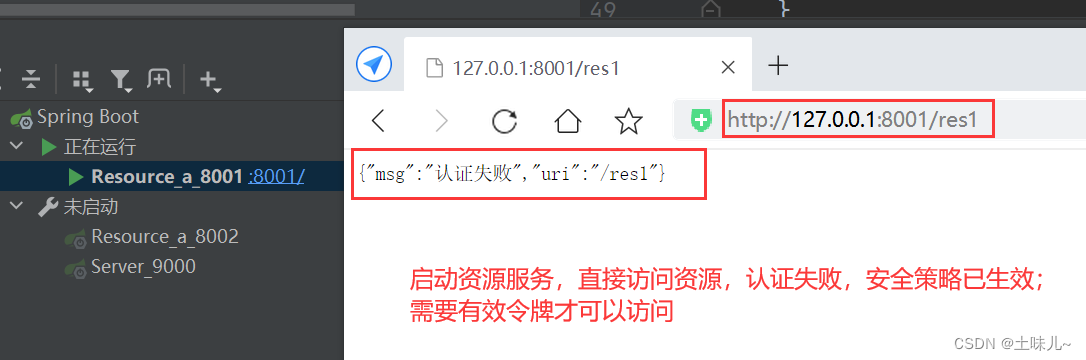 49
}
127.0.0.1:8001/res1
Spring Boot
正在运行
Resource_a_8001 :8001/
未启动
Resource_a_8002
Server_9000
http://127.0.0.1:8001/res1
{"msg":"认证失败","uri":"/res1"}
启动资源服务，直接访问资源，认证失败，安全策略已生效；
需要有效令牌才可以访问
CSDN @土味儿~